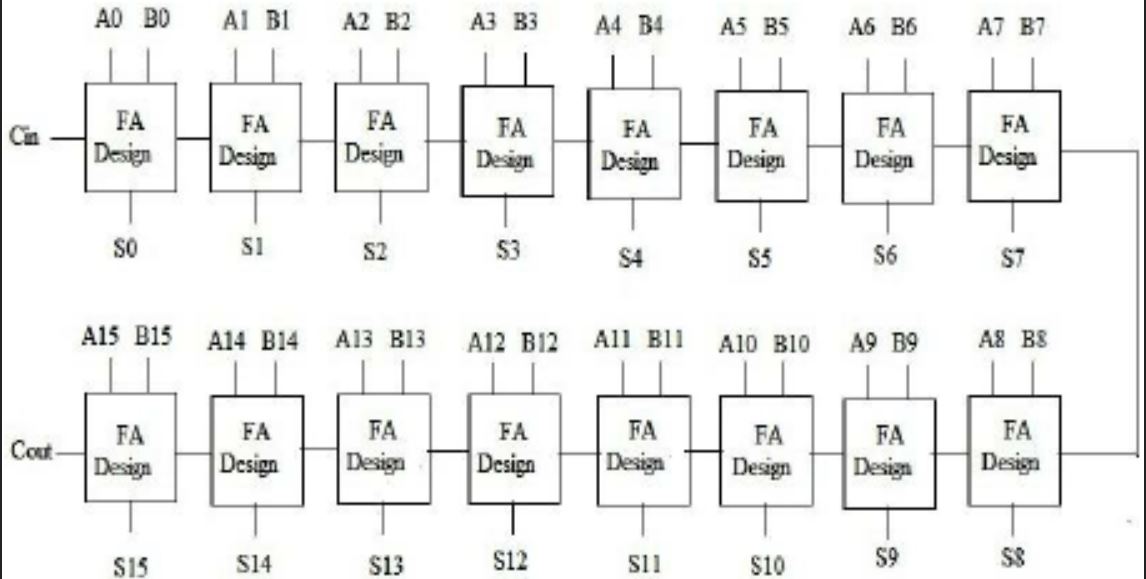 A0 B0 A1 B1 A2 B2 A3 B3 A4 B4 A5 B5 A6 B6 A7 B7
FA FA FA FA FA FA FA FA
Cin Design Design Design Design Design Design Design Design
S0 S1 S2 S3 S4 S5 S6 S7
A15 B15 A14 B14 A13 B13 A12 B12 A11 B11 A10 B10 A9 B9 A8 B8
FA FA FA FA FA FA FA FA
Cout Design Design Design Design Design Design Design Design
S15 S14 S13 S12 S11 S10 S9 S8